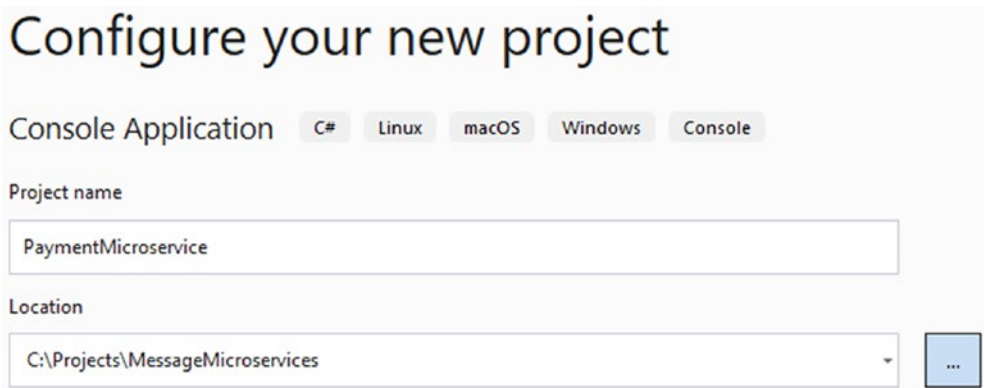 Configure your new project
Console Application C# Linux macOS Windows Console
Project name
PaymentMicroservice
Location
C:\Projects\MessageMicroservices ...